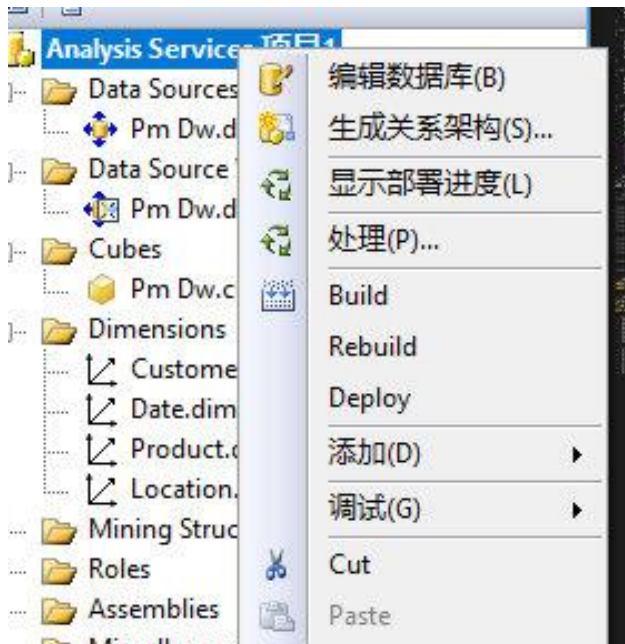 Analysis Services 项目1
Data Sources
Pm Dw.d
Data Source
Pm Dw.d
Cubes
Pm Dw.c
Dimensions
Custome
Date.dim
Product.
Location.
Mining Struc
Roles
Assemblies
编辑数据库(B)
生成关系架构(S)...
显示部署进度(L)
处理(P)...
Build
Rebuild
Deploy
添加(D)
调试(G)
Cut
Paste